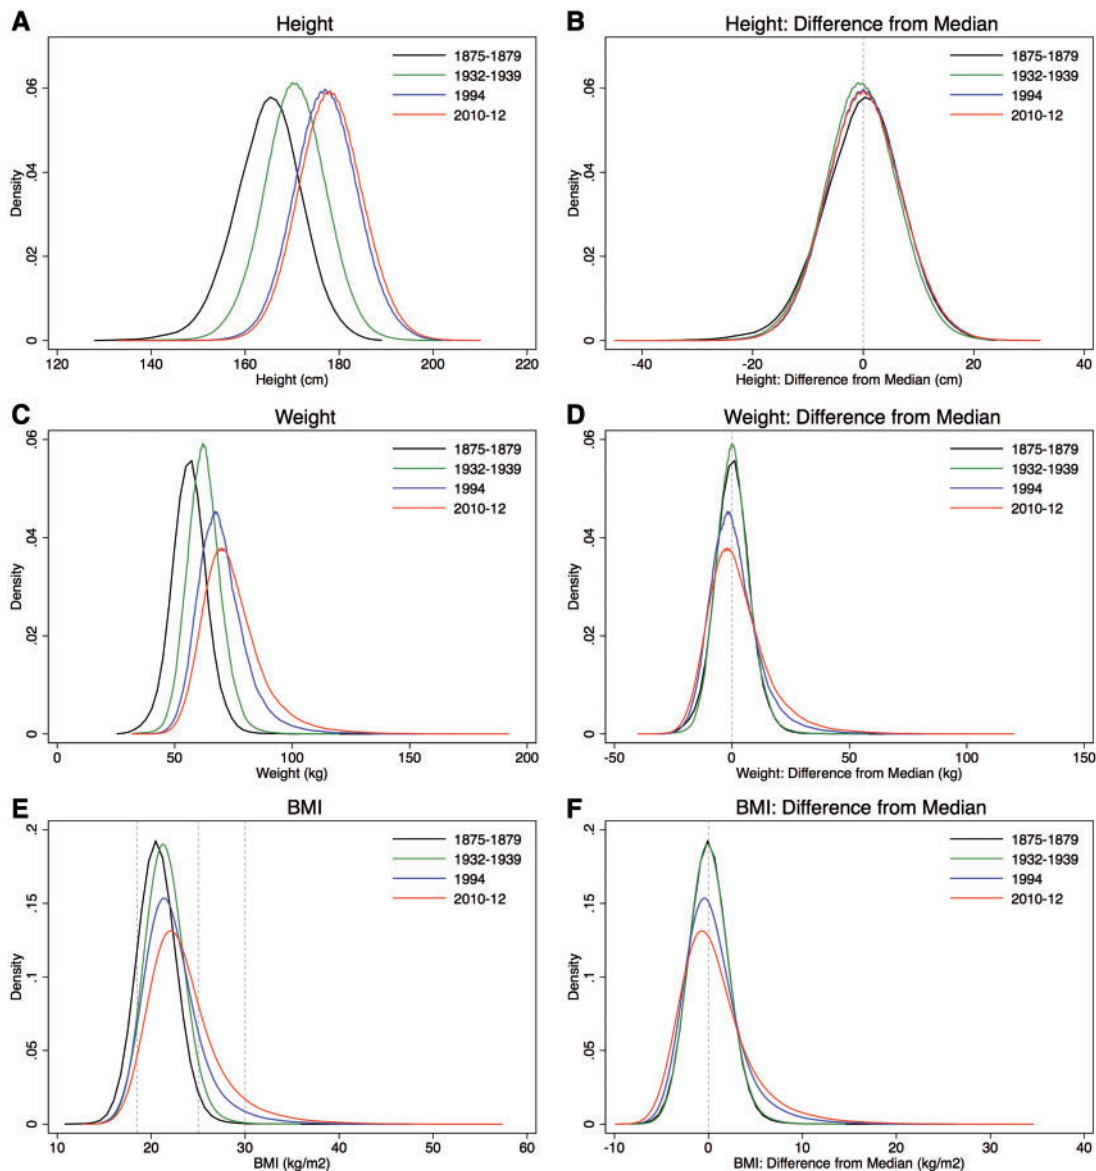 A
Height
1875-1879
1932-1939
1994
2010-12
Density
0 .02 .04 .06
120 140 160 180 200 220
Height (cm)
B
Height: Difference from Median
1875-1879
1932-1939
1994
2010-12
Density
0 .02 .04 .06
-40 -20 0 20 40
Height: Difference from Median (cm)
C
Weight
1875-1879
1932-1939
1994
2010-12
Density
0 .02 .04 .06
0 50 100 150 200
Weight (kg)
D
Weight: Difference from Median
1875-1879
1932-1939
1994
2010-12
Density
0 .02 .04 .06
-50 0 50 100 150
Weight: Difference from Median (kg)
E
BMI
1875-1879
1932-1939
1994
2010-12
Density
0 .05 .1 .15 .2
10 20 30 40 50 60
BMI (kg/m2)
F
BMI: Difference from Median
1875-1879
1932-1939
1994
2010-12
Density
0 .05 .1 .15 .2
-10 0 10 20 30 40
BMI: Difference from Median (kg/m2)